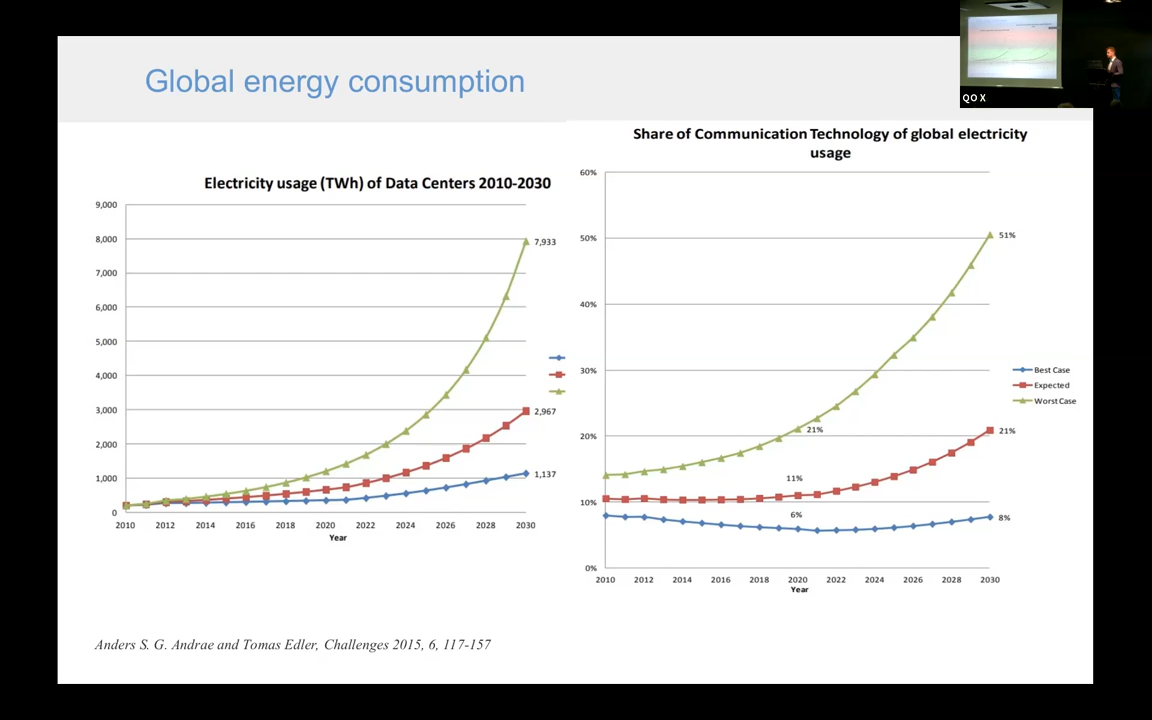 Global energy consumption
QOX
Electricity usage (TWh) of Data Centers 2010-2030
9,000
8,000
7,000
6,000
5,000
4,000
3,000
2,000
1,000
0
7,933
2,967
1,137
2010 2012 2014 2016 2018 2020 2022 2024 2026 2028 2030
Year
Share of Communication Technology of global electricity
usage
60%
50%
40%
30%
20%
10%
0%
51%
21%
21%
11%
6%
8%
Best Case
Expected
Worst Case
2010 2012 2014 2016 2018 2020 2022 2024 2026 2028 2030
Year
Anders S. G. Andrae and Tomas Edler, Challenges 2015, 6, 117-157